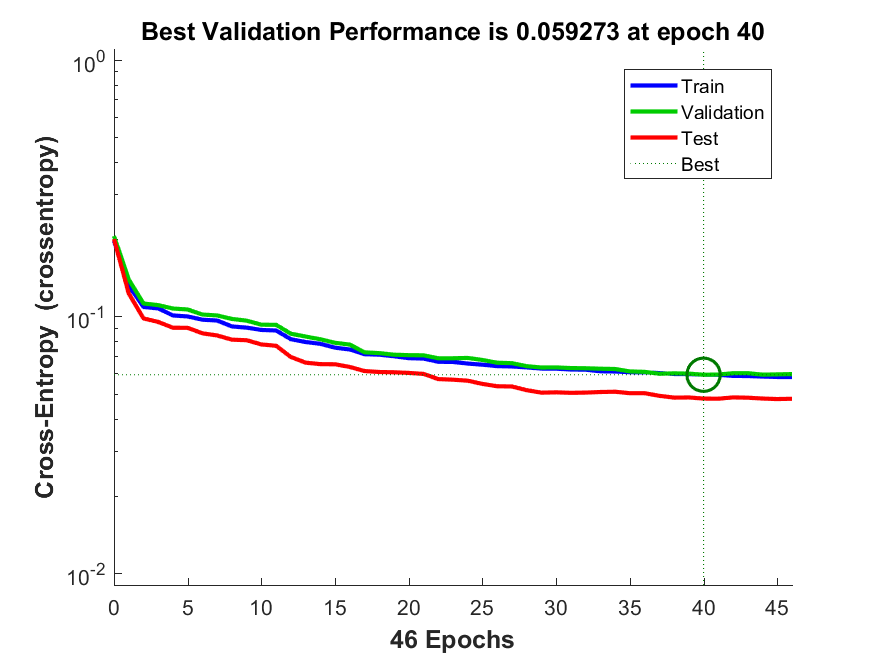 Best Validation Performance is 0.059273 at epoch 40
Cross-Entropy (crossentropy)
10^0
10^-1
10^-2
Train
Validation
Test
Best
0 5 10 15 20 25 30 35 40 45
46 Epochs